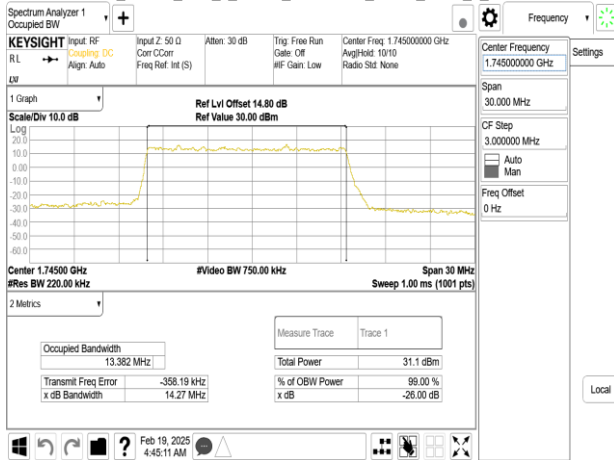 Spectrum Analyzer 1
Occupied BW
Frequency
KEYSIGHT
Input: RF
Coupling: DC
Align: Auto
RL
LXI
Input Z: 50 Ω
Corr CCorr
Freq Ref: Int (S)
Atten: 30 dB
Trig: Free Run
Gate: Off
#IF Gain: Low
Center Freq: 1.745000000 GHz
Avg|Hold: 10/10
Radio Std: None
Center Frequency
1.745000000 GHz
Settings
Span
30.000 MHz
CF Step
3.000000 MHz
Auto
Man
Freq Offset
0 Hz
Local
1 Graph
Scale/Div 10.0 dB
Ref Lvl Offset 14.80 dB
Ref Value 30.00 dBm
Log
20.0
10.0
0.00
-10.0
-20.0
-30.0
-40.0
-50.0
-60.0
Center 1.74500 GHz
#Video BW 750.00 kHz
Span 30 MHz
#Res BW 220.00 kHz
Sweep 1.00 ms (1001 pts)
2 Metrics
Measure Trace
Trace 1
Occupied Bandwidth
13.382 MHz
Total Power
31.1 dBm
Transmit Freq Error
-358.19 kHz
% of OBW Power
99.00 %
x dB Bandwidth
14.27 MHz
x dB
-26.00 dB
?
Feb 19, 2025
4:45:11 AM